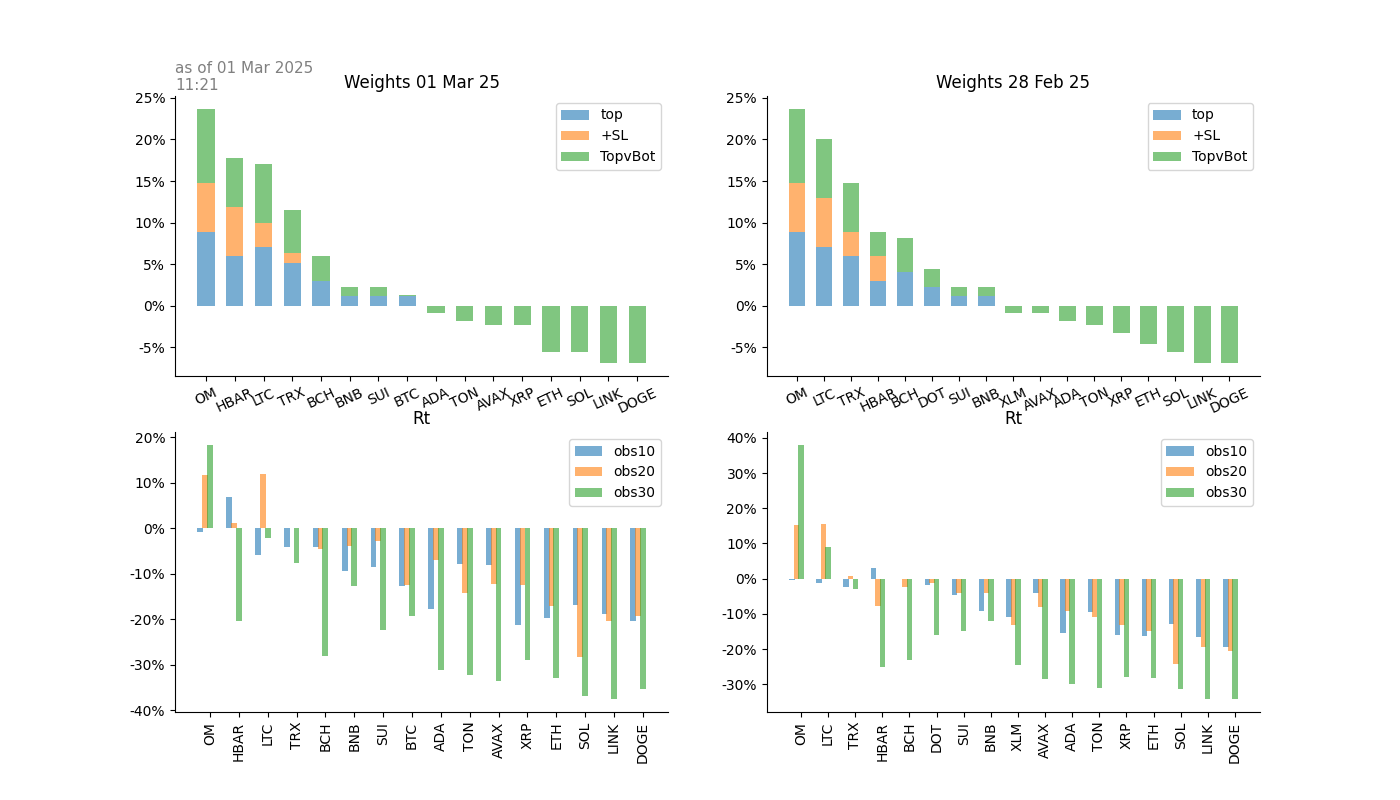 as of 01 Mar 2025
11:21
Weights 01 Mar 25
25%
20%
15%
10%
5%
0%
-5%
top
+SL
TopvBot
OM HBAR LTC TRX BCH BNB SUI BTC ADA TON AVAX XRP ETH SOL LINK DOGE
Weights 28 Feb 25
25%
20%
15%
10%
5%
0%
-5%
top
+SL
TopvBot
OM LTC TRX HBAR BCH DOT SUI BNB XLM AVAX ADA TON XRP ETH SOL LINK DOGE
Rt
20%
10%
0%
-10%
-20%
-30%
-40%
obs10
obs20
obs30
OM HBAR LTC TRX BCH BNB SUI BTC ADA TON AVAX XRP ETH SOL LINK DOGE
Rt
40%
30%
20%
10%
0%
-10%
-20%
-30%
obs10
obs20
obs30
OM LTC TRX HBAR BCH DOT SUI BNB XLM AVAX ADA TON XRP ETH SOL LINK DOGE